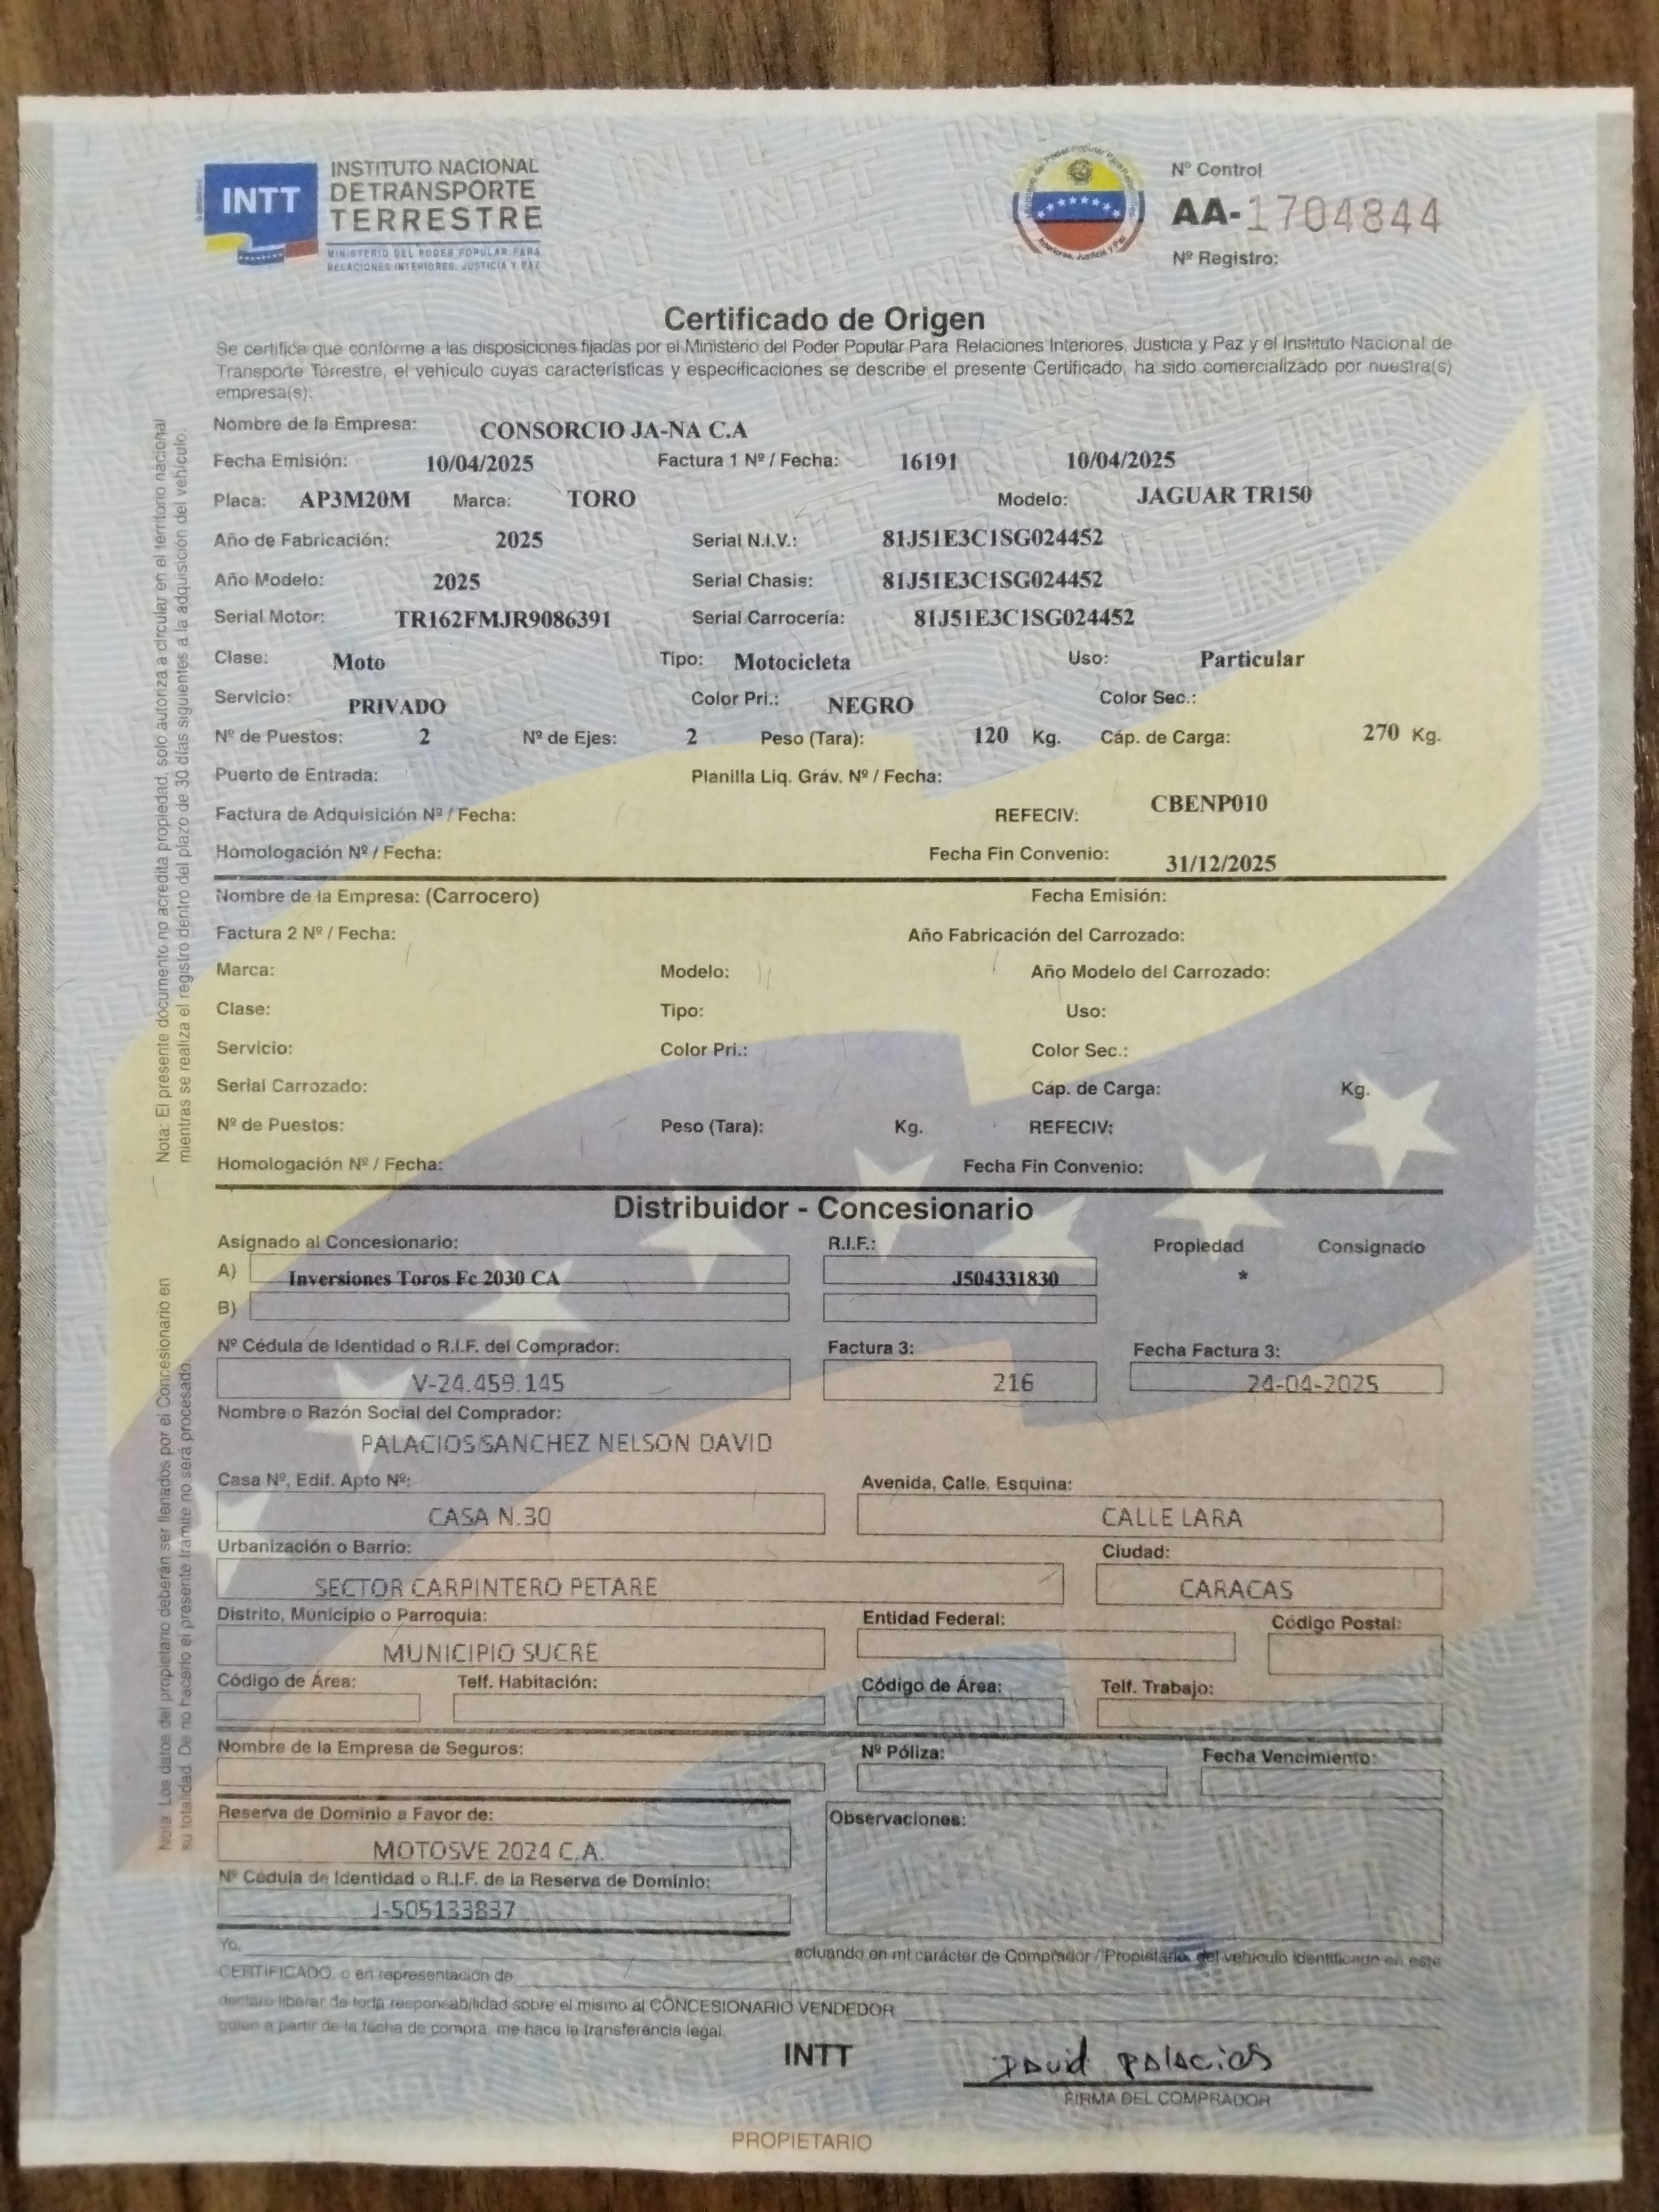 INTT
INSTITUTO NACIONAL
DE TRANSPORTE
TERRESTRE
MINISTERIO DEL PODER POPULAR PARA
RELACIONES INTERIORES, JUSTICIA Y PAZ
Nº Control
AA-1704844
Nº Registro:
Certificado de Origen
Se certifica que conforme a las disposiciones fijadas por el Ministerio del Poder Popular Para Relaciones Interiores, Justicia y Paz y el Instituto Nacional de
Transporte Terrestre, el vehículo cuyas características y especificaciones se describe el presente Certificado, ha sido comercializado por nuestra(s)
empresa(s).
Nombre de la Empresa: CONSORCIO JA-NA C.A
Fecha Emisión: 10/04/2025 Factura 1 Nº / Fecha: 16191 10/04/2025
Placa: AP3M20M Marca: TORO Modelo: JAGUAR TR150
Año de Fabricación: 2025 Serial N.I.V.: 81J51E3C1SG024452
Año Modelo: 2025 Serial Chasis: 81J51E3C1SG024452
Serial Motor: TR162FMJR9086391 Serial Carrocería: 81J51E3C1SG024452
Clase: Moto Tipo: Motocicleta Uso: Particular
Servicio: PRIVADO Color Pri.: NEGRO Color Sec.:
Nº de Puestos: 2 Nº de Ejes: 2 Peso (Tara): 120 Kg. Cáp. de Carga: 270 Kg.
Puerto de Entrada: Planilla Liq. Gráv. Nº / Fecha:
Factura de Adquisición Nº / Fecha: REFECIV: CBENP010
Homologación Nº / Fecha: Fecha Fin Convenio: 31/12/2025
Nombre de la Empresa: (Carrocero) Fecha Emisión:
Factura 2 Nº / Fecha: Año Fabricación del Carrozado:
Marca: Modelo: Año Modelo del Carrozado:
Clase: Tipo: Uso:
Servicio: Color Pri.: Color Sec.:
Serial Carrozado: Cáp. de Carga: Kg.
Nº de Puestos: Peso (Tara): Kg. REFECIV:
Homologación Nº / Fecha: Fecha Fin Convenio:
Distribuidor - Concesionario
Asignado al Concesionario: R.I.F.: Propiedad Consignado
A) Inversiones Toros Fc 2030 CA J504331830 *
B)
Nº Cédula de Identidad o R.I.F. del Comprador: Factura 3: Fecha Factura 3:
V-24.459.145 216 24-04-2025
Nombre o Razón Social del Comprador:
PALACIOS SANCHEZ NELSON DAVID
Casa Nº, Edif. Apto Nº: Avenida, Calle, Esquina:
CASA N.30 CALLE LARA
Urbanización o Barrio: Ciudad:
SECTOR CARPINTERO PETARE CARACAS
Distrito, Municipio o Parroquia: Entidad Federal: Código Postal:
MUNICIPIO SUCRE
Código de Área: Telf. Habitación: Código de Área: Telf. Trabajo:
Nombre de la Empresa de Seguros: Nº Póliza: Fecha Vencimiento:
Reserva de Dominio a Favor de: Observaciones:
MOTOSVE 2024 C.A.
Nº Cédula de Identidad o R.I.F. de la Reserva de Dominio:
J-505133837
Yo, actuando en mi carácter de Comprador / Propietario, del vehículo identificado en este
CERTIFICADO, o en representación de
declaro liberar de toda responsabilidad sobre el mismo al CONCESIONARIO VENDEDOR
quien a partir de la fecha de compra, me hace la transferencia legal.
INTT David Palacios
FIRMA DEL COMPRADOR
PROPIETARIO
Nota: El presente documento no acredita propiedad, solo autoriza a circular en el territorio nacional
mientras se realiza el registro dentro del plazo de 30 días siguientes a la adquisición del vehículo.
Nota: Los datos del propietario deberán ser llenados por el Concesionario en
su totalidad. De no hacerlo el presente trámite no será procesado.